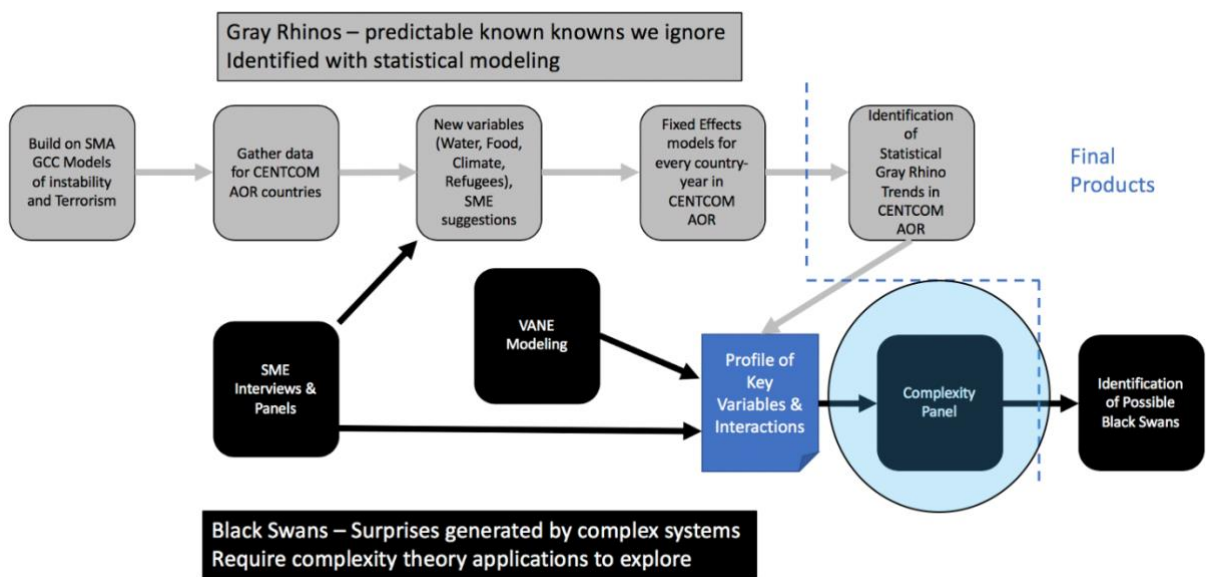 Gray Rhinos – predictable known knowns we ignore
Identified with statistical modeling
Build on SMA
GCC Models
of instability
and Terrorism
Gather data
for CENTCOM
AOR countries
New variables
(Water, Food,
Climate,
Refugees),
SME
suggestions
Fixed Effects
models for
every country-
year in
CENTCOM
AOR
Identification
of
Statistical
Gray Rhino
Trends in
CENTCOM
AOR
Final
Products
SME
Interviews &
Panels
VANE
Modeling
Profile of
Key
Variables &
Interactions
Complexity
Panel
Identification
of Possible
Black Swans
Black Swans – Surprises generated by complex systems
Require complexity theory applications to explore